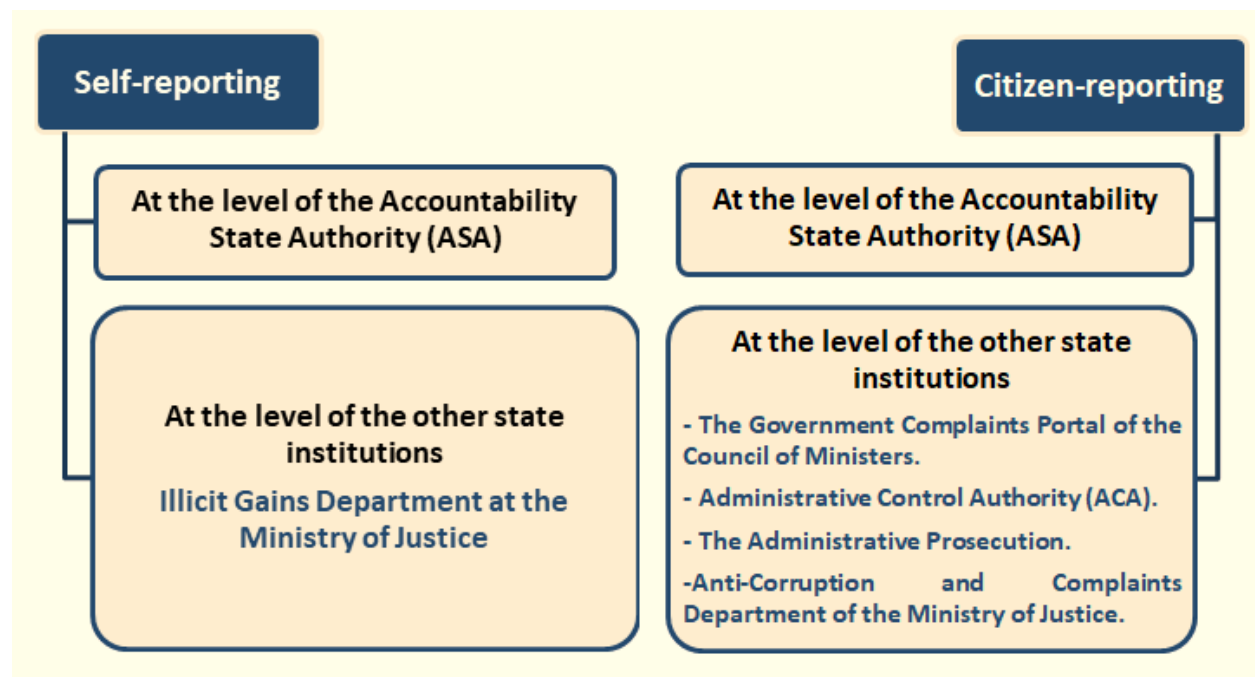 Self-reporting
At the level of the Accountability
State Authority (ASA)
At the level of the other state
institutions
Illicit Gains Department at the
Ministry of Justice
Citizen-reporting
At the level of the Accountability
State Authority (ASA)
At the level of the other state
institutions
- The Government Complaints Portal of the
Council of Ministers.
- Administrative Control Authority (ACA).
- The Administrative Prosecution.
-Anti-Corruption and Complaints
Department of the Ministry of Justice.